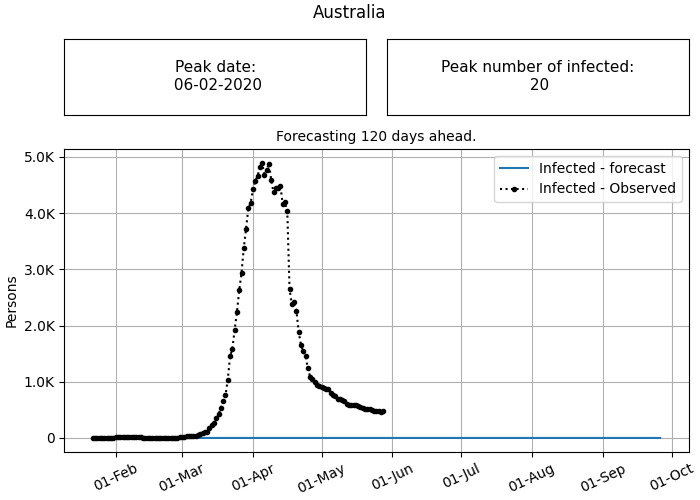 Australia
Peak date:
06-02-2020
Peak number of infected:
20
Forecasting 120 days ahead.
5.0K
4.0K
3.0K
2.0K
1.0K
0
Persons
Infected - forecast
Infected - Observed
01-Feb
01-Mar
01-Apr
01-May
01-Jun
01-Jul
01-Aug
01-Sep
01-Oct